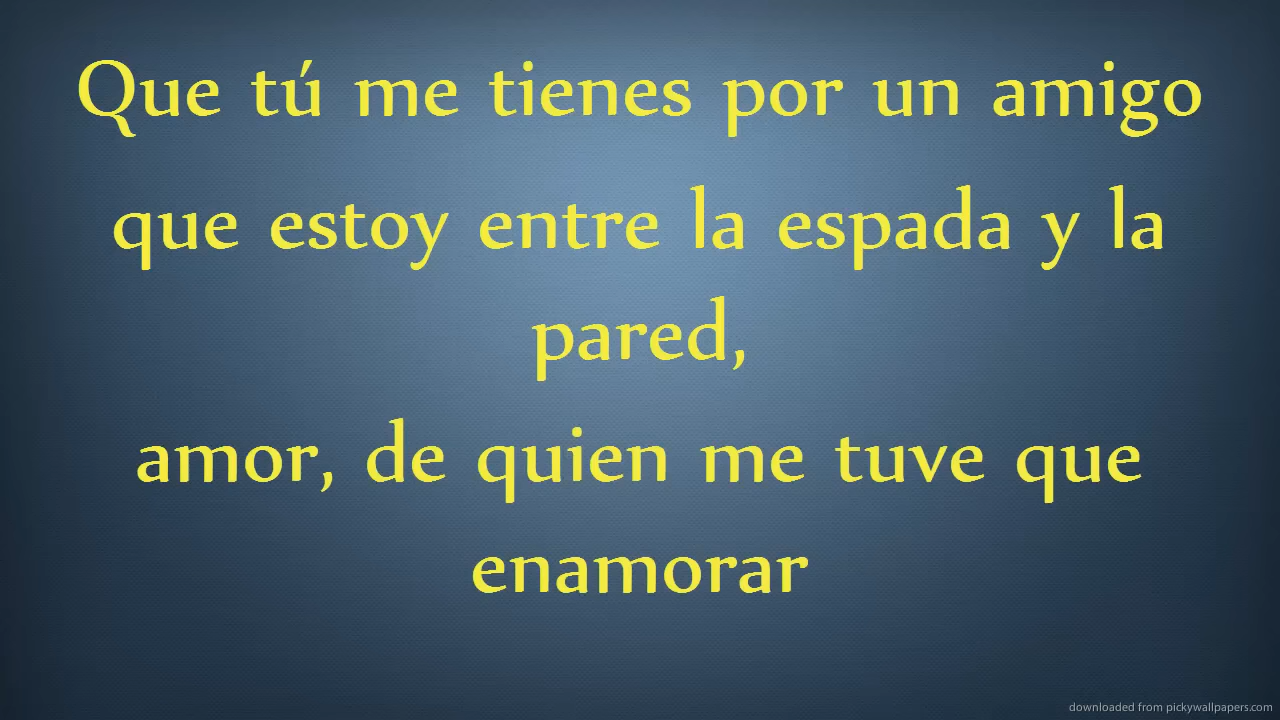 Que tú me tienes por un amigo
que estoy entre la espada y la
pared,
amor, de quien me tuve que
enamorar
downloaded from pickywallpapers.com